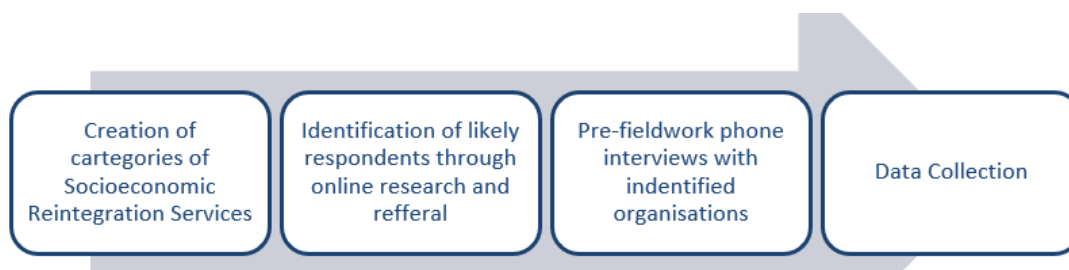 Creation of
cartegories of
Socioeconomic
Reintegration Services
Identification of likely
respondents through
online research and
refferal
Pre-fieldwork phone
interviews with
indentified
organisations
Data Collection